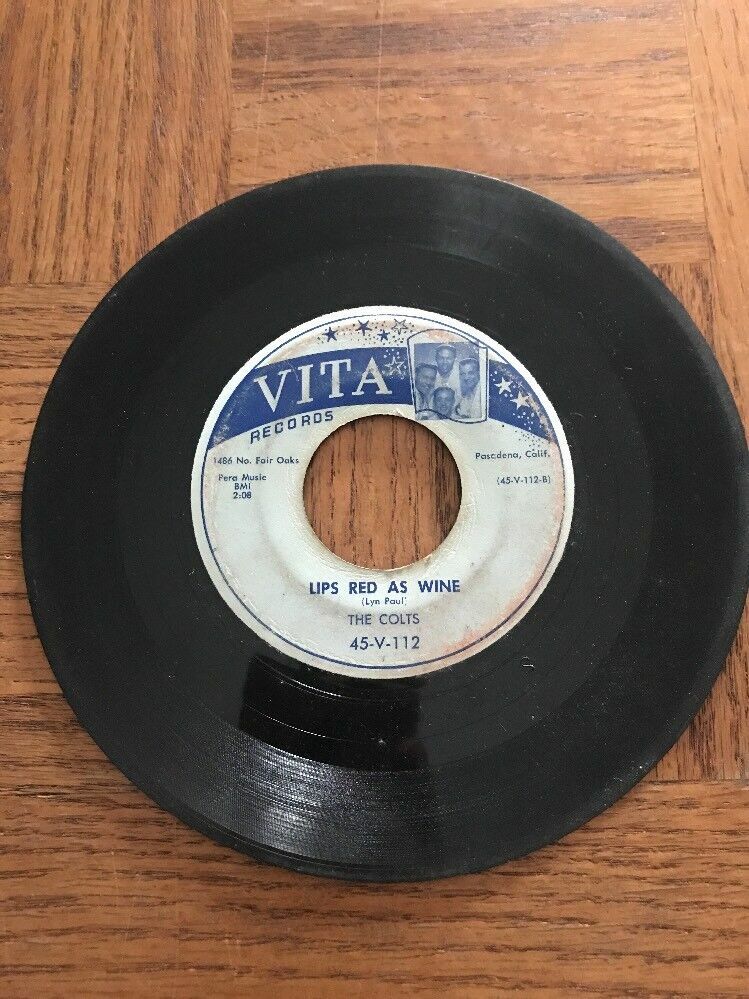 VITA
RECORDS
1486 No. Fair Oaks
Pasadena, Calif.
Pera Music
BMI
2:08
(45-V-112-B)
LIPS RED AS WINE
(Lyn Paul)
THE COLTS
45-V-112